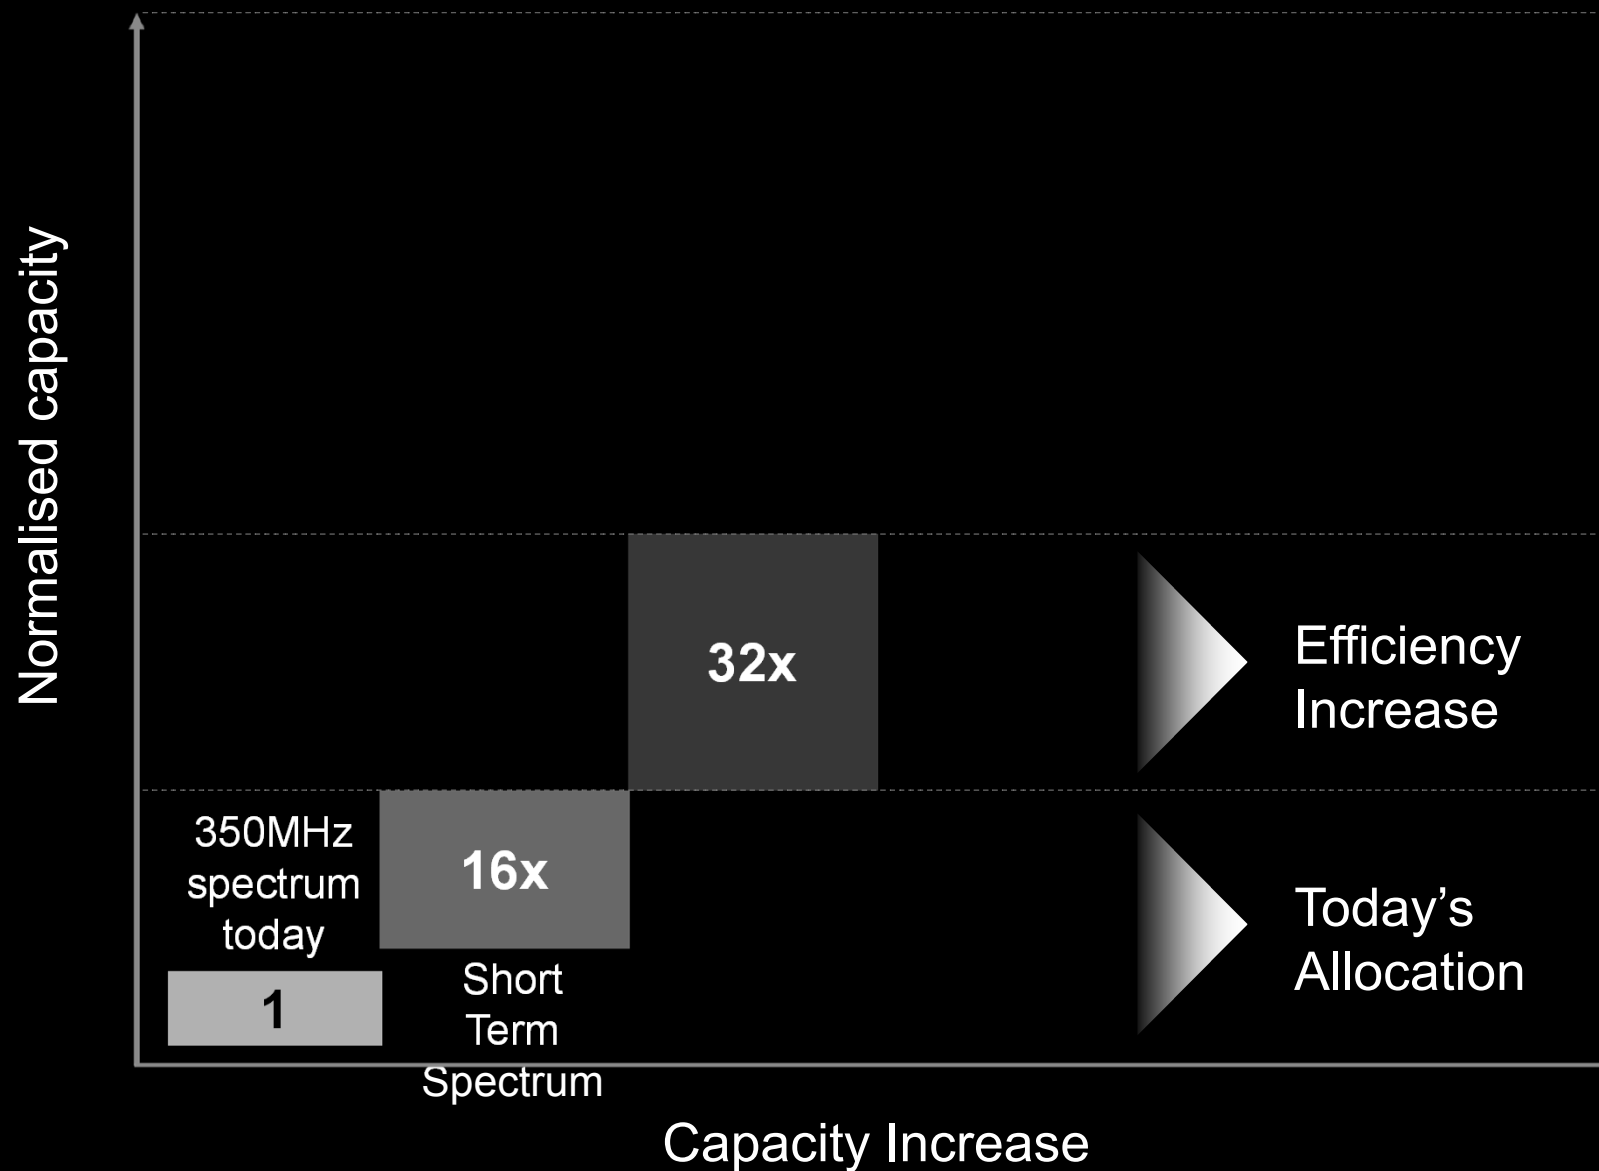 Normalised capacity
32x
Efficiency
Increase
350MHz
spectrum
today
1
16x
Short
Term
Spectrum
Today’s
Allocation
Capacity Increase